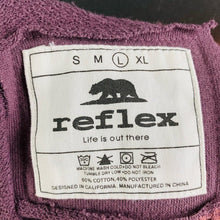 S M L XL
reflex
Life is out there
MACHINE WASH COLD•DO NOT BLEACH
TUMBLE DRY LOW•DO NOT IRON
60% COTTON, 40% POLYESTER
DESIGNED IN CALIFORNIA. MANUFACTURED IN CHINA